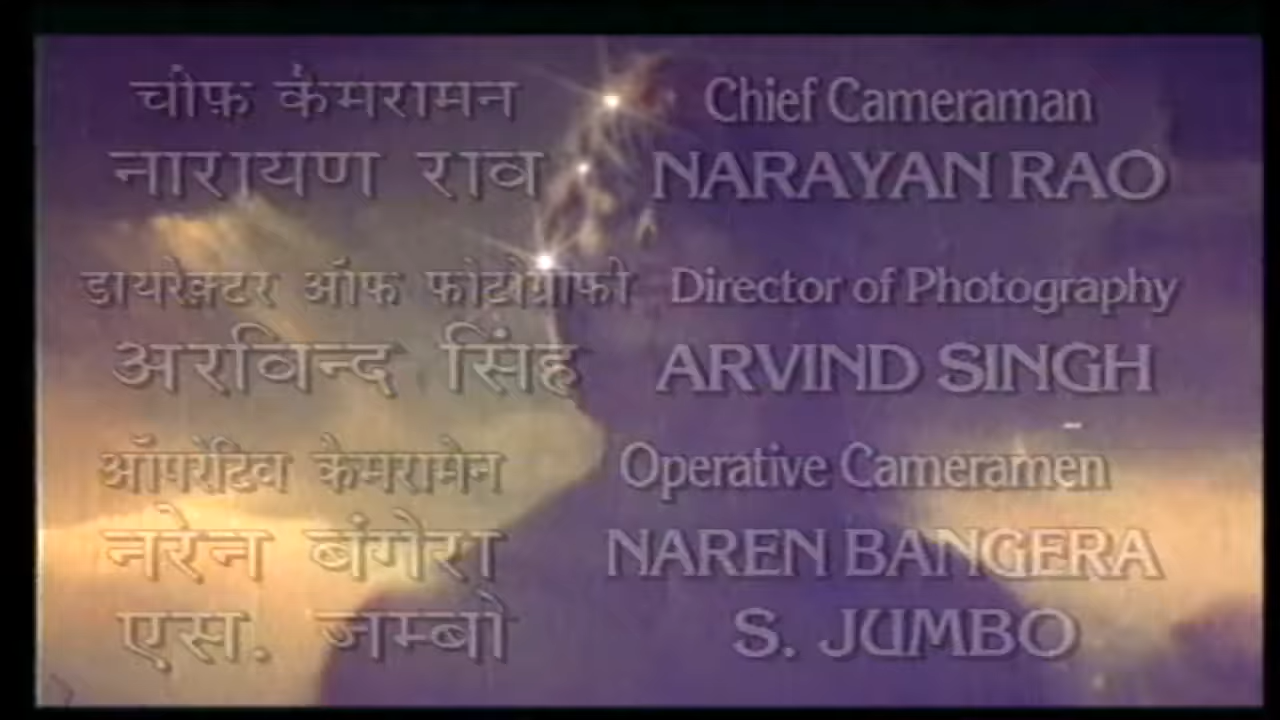 चीफ़ कैमरामैन Chief Cameraman
नारायण राव NARAYAN RAO
डायरेक्टर ऑफ फोटोग्राफी Director of Photography
अरविन्द सिंह ARVIND SINGH
ऑपरेटिव कैमरामेन Operative Cameramen
नरेन बंगेरा NAREN BANGERA
एस. जम्बो S. JUMBO